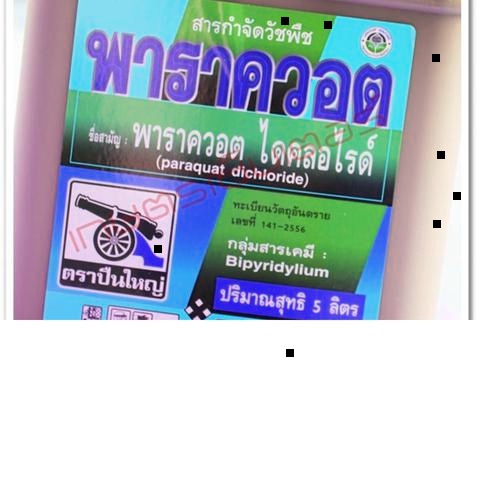 สารกำจัดวัชพืช
พาราควอต
ชื่อสามัญ : พาราควอต ไดคลอไรด์
(paraquat dichloride)
ทะเบียนวัตถุอันตราย
เลขที่ 141-2556
กลุ่มสารเคมี :
Bipyridylium
ตราปืนใหญ่
ปริมาณสุทธิ 5 ลิตร